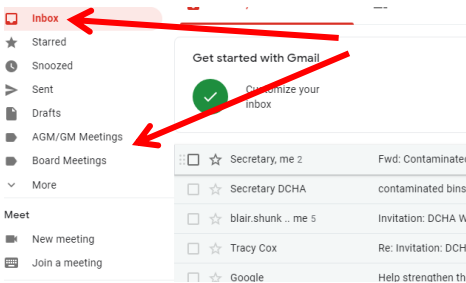 Inbox
Starred
Snoozed
Sent
Drafts
AGM/GM Meetings
Board Meetings
More
Meet
New meeting
Join a meeting
Get started with Gmail
Customize your
inbox
Secretary, me 2 Fwd: Contaminated
Secretary DCHA contaminated bins
blair.shunk .. me 5 Invitation: DCHA W
Tracy Cox Re: Invitation: DCH
Google Help strengthen th